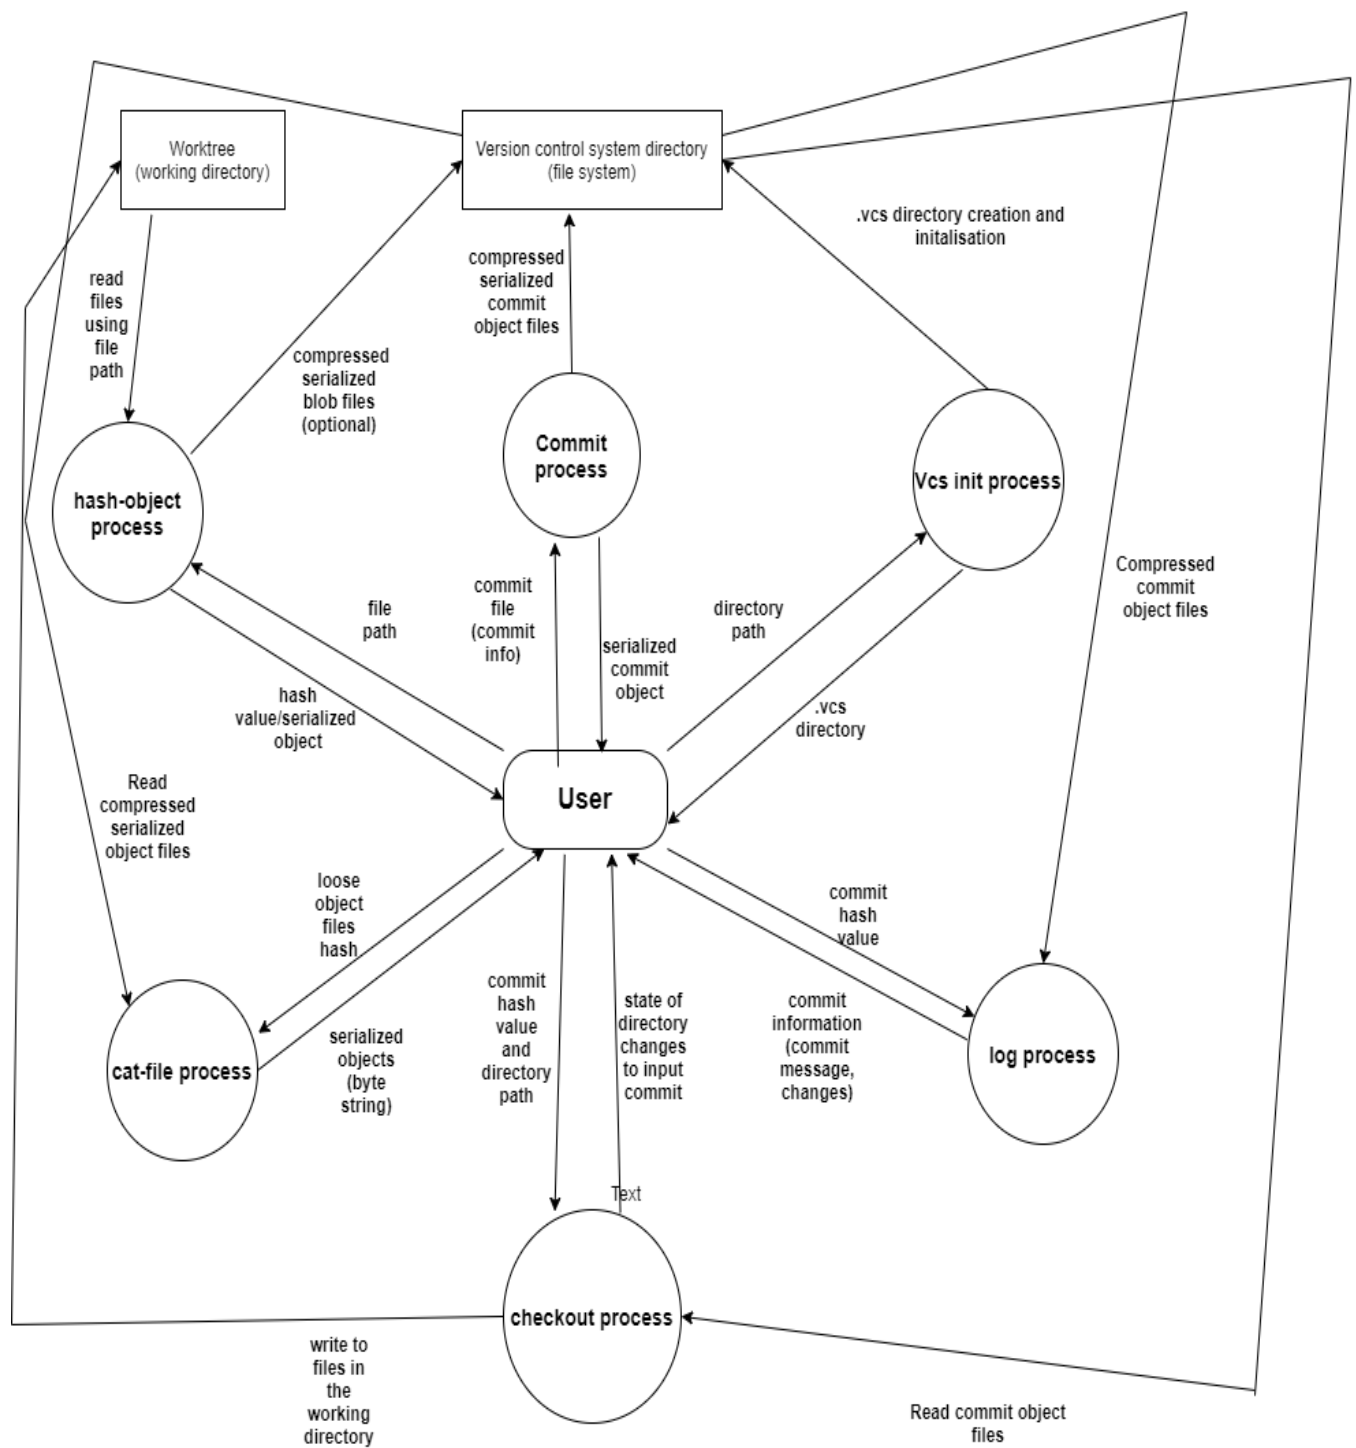 Worktree
(working directory)
Version control system directory
(file system)
.vcs directory creation and
initalisation
read
files
using
file
path
compressed
serialized
blob files
(optional)
compressed
serialized
commit
object files
hash-object
process
Commit
process
Vcs init process
Compressed
commit
object files
file
path
commit
file
(commit
info)
serialized
commit
object
directory
path
hash
value/serialized
object
.vcs
directory
User
Read
compressed
serialized
object files
loose
object
files
hash
commit
hash
value
serialized
objects
(byte
string)
commit
hash
value
and
directory
path
state of
directory
changes
to input
commit
commit
information
(commit
message,
changes)
cat-file process
log process
Text
checkout process
write to
files in
the
working
directory
Read commit object
files